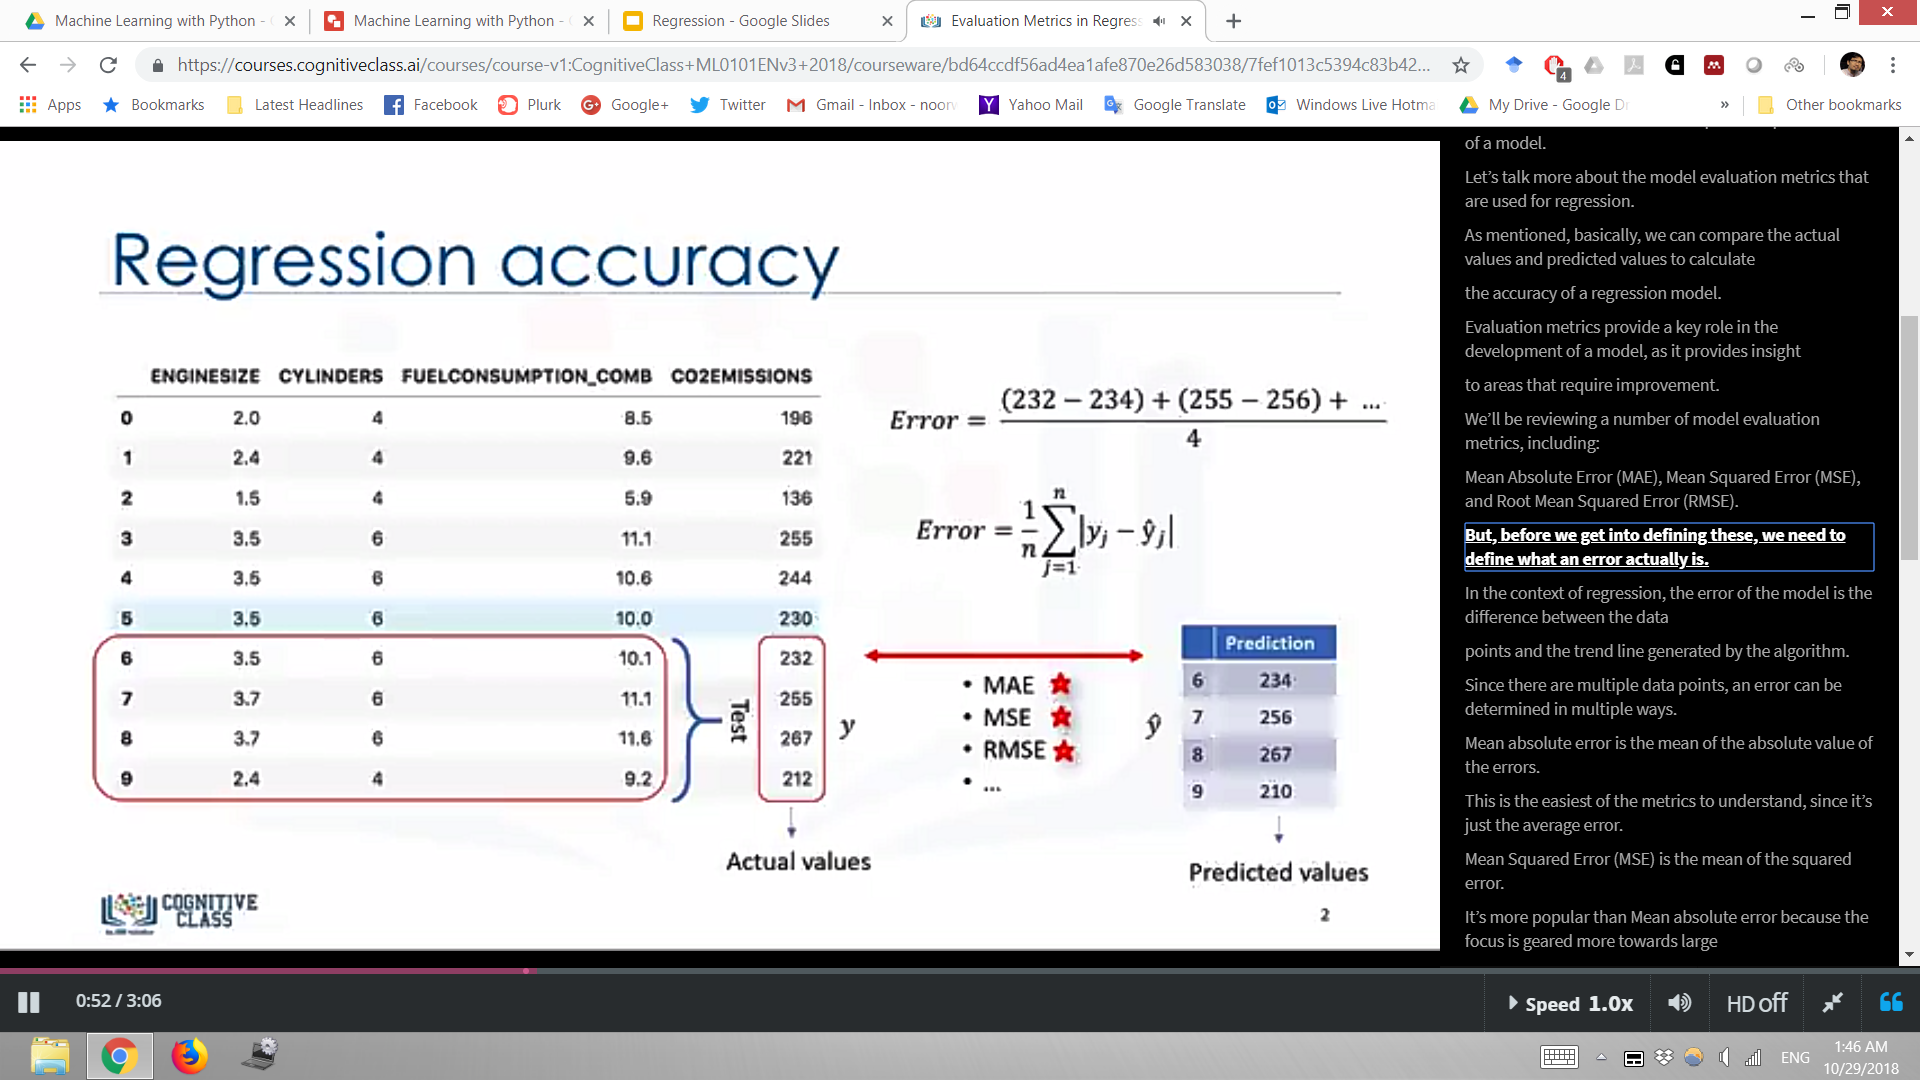 Machine Learning with Python -
Machine Learning with Python -
Regression - Google Slides
Evaluation Metrics in Regres
https://courses.cognitiveclass.ai/courses/course-v1:CognitiveClass+ML0101ENv3+2018/courseware/bd64ccdf56ad4ea1afe870e26d583038/7fef1013c5394c83b42...
4
Apps
Bookmarks
Latest Headlines
Facebook
Plurk
Google+
Twitter
Gmail - Inbox - noor
Yahoo Mail
Google Translate
Windows Live Hotma
My Drive - Google Dr
»
Other bookmarks
Regression accuracy
ENGINESIZE CYLINDERS FUELCONSUMPTION_COMB CO2EMISSIONS
0 2.0 4 8.5 196
1 2.4 4 9.6 221
2 1.5 4 5.9 136
3 3.5 6 11.1 255
4 3.5 6 10.6 244
5 3.5 6 10.0 230
6 3.5 6 10.1 232
7 3.7 6 11.1 255
8 3.7 6 11.6 267
9 2.4 4 9.2 212
Test
y
Actual values
Error = (232 − 234) + (255 − 256) + ... / 4
Error = 1/n ∑ j=1 n |yj − ŷj|
• MAE
• MSE
• RMSE
• ...
ŷ
Prediction
6 234
7 256
8 267
9 210
Predicted values
COGNITIVE
CLASS
2
of a model.
Let’s talk more about the model evaluation metrics that
are used for regression.
As mentioned, basically, we can compare the actual
values and predicted values to calculate
the accuracy of a regression model.
Evaluation metrics provide a key role in the
development of a model, as it provides insight
to areas that require improvement.
We’ll be reviewing a number of model evaluation
metrics, including:
Mean Absolute Error (MAE), Mean Squared Error (MSE),
and Root Mean Squared Error (RMSE).
But, before we get into defining these, we need to
define what an error actually is.
In the context of regression, the error of the model is the
difference between the data
points and the trend line generated by the algorithm.
Since there are multiple data points, an error can be
determined in multiple ways.
Mean absolute error is the mean of the absolute value of
the errors.
This is the easiest of the metrics to understand, since it’s
just the average error.
Mean Squared Error (MSE) is the mean of the squared
error.
It’s more popular than Mean absolute error because the
focus is geared more towards large
0:52 / 3:06
Speed 1.0x
HD off
ENG
1:46 AM
10/29/2018